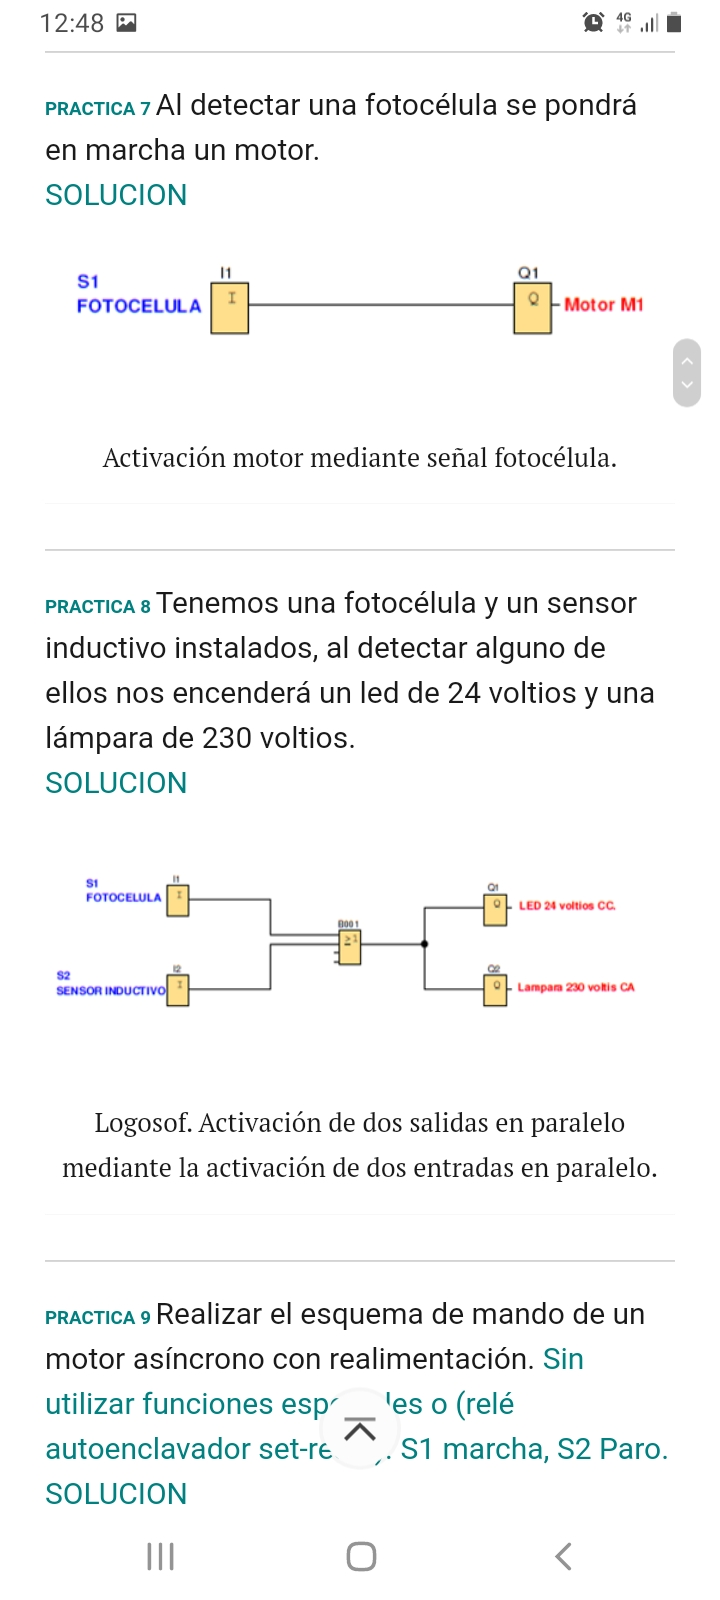 12:48
4G
PRACTICA 7 Al detectar una fotocélula se pondrá
en marcha un motor.
SOLUCION
S1
FOTOCELULA
I1
I
Q1
Q
Motor M1
Activación motor mediante señal fotocélula.
PRACTICA 8 Tenemos una fotocélula y un sensor
inductivo instalados, al detectar alguno de
ellos nos encenderá un led de 24 voltios y una
lámpara de 230 voltios.
SOLUCION
S1
FOTOCELULA
I1
I
B001
≥1
Q1
Q
LED 24 voltios CC.
S2
SENSOR INDUCTIVO
I2
I
Q2
Q
Lampara 230 voltis CA
Logosof. Activación de dos salidas en paralelo
mediante la activación de dos entradas en paralelo.
PRACTICA 9 Realizar el esquema de mando de un
motor asíncrono con realimentación. Sin
utilizar funciones o (relé
autoenclavador S1 marcha, S2 Paro.
SOLUCION